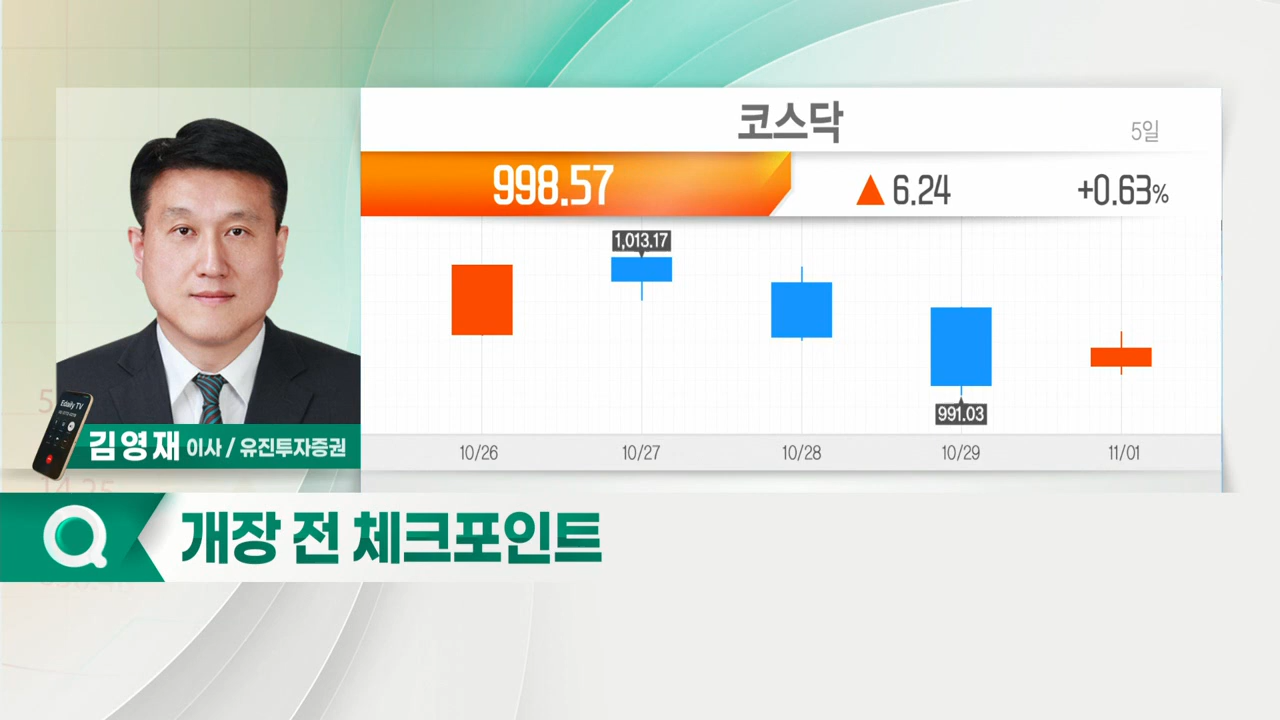 코스닥
5일
998.57 ▲ 6.24 +0.63%
1,013.17
991.03
10/26 10/27 10/28 10/29 11/01
Edaily TV
김영재 이사 / 유진투자증권
개장 전 체크포인트